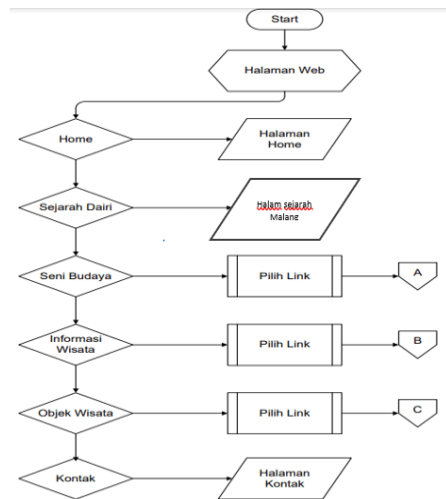 Start
Halaman Web
Home
Halaman
Home
Sejarah Dairi
Halam sejarah
Malang
Seni Budaya
Pilih Link
A
Informasi
Wisata
Pilih Link
B
Objek Wisata
Pilih Link
C
Kontak
Halaman
Kontak